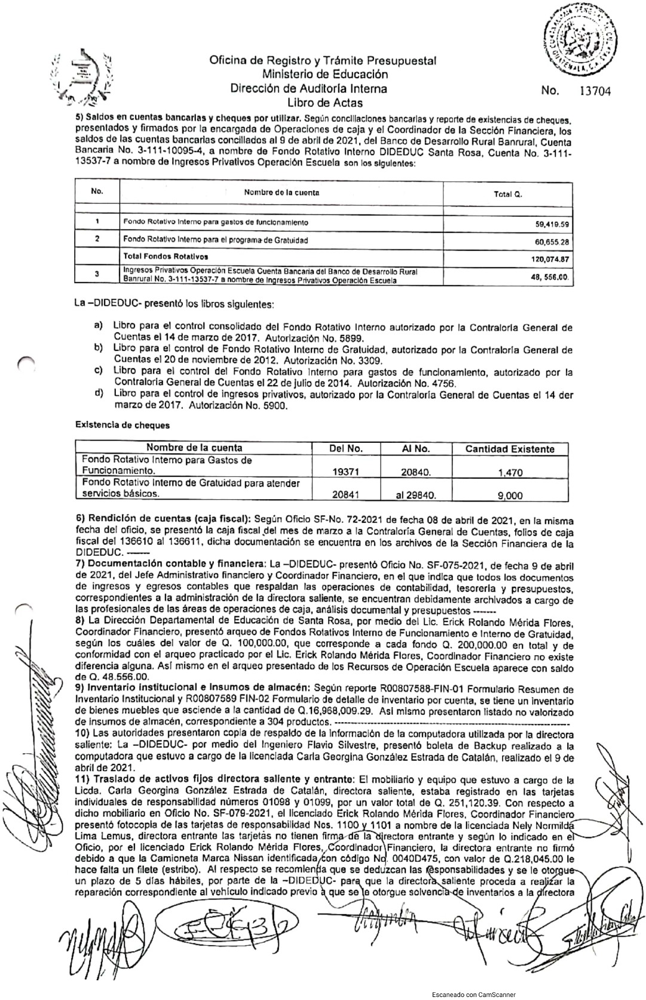 Oficina de Registro y Trámite Presupuestal
Ministerio de Educación
Dirección de Auditoría Interna
Libro de Actas
No. 13704
5) Saldos en cuentas bancarias y cheques por utilizar. Según conciliaciones bancarias y reporte de existencias de cheques,
presentados y firmados por la encargada de Operaciones de caja y el Coordinador de la Sección Financiera, los
saldos de las cuentas bancarias conciliados al 9 de abril de 2021, del Banco de Desarrollo Rural Banrural, Cuenta
Bancaria No. 3-111-10095-4, a nombre de Fondo Rotativo Interno DIDEDUC Santa Rosa, Cuenta No. 3-111-
13537-7 a nombre de Ingresos Privativos Operación Escuela son los siguientes:
No. Nombre de la cuenta Total Q.
1 Fondo Rotativo Interno para gastos de funcionamiento 59,419.59
2 Fondo Rotativo Interno para el programa de Gratuidad 60,655.28
Total Fondos Rotativos 120,074.87
3 Ingresos Privativos Operación Escuela Cuenta Bancaria del Banco de Desarrollo Rural
Banrural No. 3-111-13537-7 a nombre de Ingresos Privativos Operación Escuela 48, 556.00.
La –DIDEDUC- presentó los libros siguientes:
a) Libro para el control consolidado del Fondo Rotativo Interno autorizado por la Contraloría General de
Cuentas el 14 de marzo de 2017. Autorización No. 5899.
b) Libro para el control de Fondo Rotativo Interno de Gratuidad, autorizado por la Contraloría General de
Cuentas el 20 de noviembre de 2012. Autorización No. 3309.
c) Libro para el control del Fondo Rotativo Interno para gastos de funcionamiento, autorizado por la
Contraloría General de Cuentas el 22 de julio de 2014. Autorización No. 4756.
d) Libro para el control de ingresos privativos, autorizado por la Contraloría General de Cuentas el 14 der
marzo de 2017. Autorización No. 5900.
Existencia de cheques
Nombre de la cuenta Del No. Al No. Cantidad Existente
Fondo Rotativo Interno para Gastos de
Funcionamiento. 19371 20840. 1,470
Fondo Rotativo Interno de Gratuidad para atender
servicios básicos. 20841 al 29840. 9,000
6) Rendición de cuentas (caja fiscal): Según Oficio SF-No. 72-2021 de fecha 08 de abril de 2021, en la misma
fecha del oficio, se presentó la caja fiscal del mes de marzo a la Contraloría General de Cuentas, folios de caja
fiscal del 136610 al 136611, dicha documentación se encuentra en los archivos de la Sección Financiera de la
DIDEDUC. -------
7) Documentación contable y financiera: La –DIDEDUC- presentó Oficio No. SF-075-2021, de fecha 9 de abril
de 2021, del Jefe Administrativo financiero y Coordinador Financiero, en el que indica que todos los documentos
de ingresos y egresos contables que respaldan las operaciones de contabilidad, tesorería y presupuestos,
correspondientes a la administración de la directora saliente, se encuentran debidamente archivados a cargo de
las profesionales de las áreas de operaciones de caja, análisis documental y presupuestos -------
8) La Dirección Departamental de Educación de Santa Rosa, por medio del Lic. Erick Rolando Mérida Flores,
Coordinador Financiero, presentó arqueo de Fondos Rotativos Interno de Funcionamiento e Interno de Gratuidad,
según los cuáles del valor de Q. 100,000.00, que corresponde a cada fondo Q. 200,000.00 en total y de
conformidad con el arqueo practicado por el Lic. Erick Rolando Mérida Flores, Coordinador Financiero no existe
diferencia alguna. Así mismo en el arqueo presentado de los Recursos de Operación Escuela aparece con saldo
de Q. 48.556.00.
9) Inventario institucional e Insumos de almacén: Según reporte R00807588-FIN-01 Formulario Resumen de
Inventario Institucional y R00807589 FIN-02 Formulario de detalle de inventario por cuenta, se tiene un inventario
de bienes muebles que asciende a la cantidad de Q.16,968,009.29. Así mismo presentaron listado no valorizado
de insumos de almacén, correspondiente a 304 productos. ----------------------------------------
10) Las autoridades presentaron copia de respaldo de la información de la computadora utilizada por la directora
saliente: La –DIDEDUC- por medio del Ingeniero Flavio Silvestre, presentó boleta de Backup realizado a la
computadora que estuvo a cargo de la licenciada Carla Georgina González Estrada de Catalán, realizado el 9 de
abril de 2021.
11) Traslado de activos fijos directora saliente y entrante: El mobiliario y equipo que estuvo a cargo de la
Licda. Carla Georgina González Estrada de Catalán, directora saliente, estaba registrado en las tarjetas
individuales de responsabilidad números 01098 y 01099, por un valor total de Q. 251,120.39. Con respecto a
dicho mobiliario en Oficio No. SF-079-2021, el licenciado Erick Rolando Mérida Flores, Coordinador Financiero
presentó fotocopia de las tarjetas de responsabilidad Nos. 1100 y 1101 a nombre de la licenciada Nely Normilda
Lima Lemus, directora entrante las tarjetas no tienen firma de la directora entrante y según lo indicado en el
Oficio, por el licenciado Erick Rolando Mérida Flores, Coordinador Financiero, la directora entrante no firmó
debido a que la Camioneta Marca Nissan identificada con código No. 0040D475, con valor de Q.218,045.00 le
hace falta un filete (estribo). Al respecto se recomienda que se deduzcan las responsabilidades y se le otorgue
un plazo de 5 días hábiles, por parte de la –DIDEDUC- para que la directora saliente proceda a realizar la
reparación correspondiente al vehículo indicado previo a que se le otorgue solvencia de inventarios a la directora
Escaneado con CamScanner